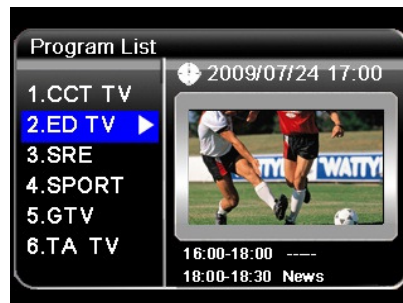 Program List
2009/07/24 17:00
1.CCT TV
2.ED TV
3.SRE
4.SPORT
5.GTV
6.TA TV
WATTY
16:00-18:00 -----
18:00-18:30 News